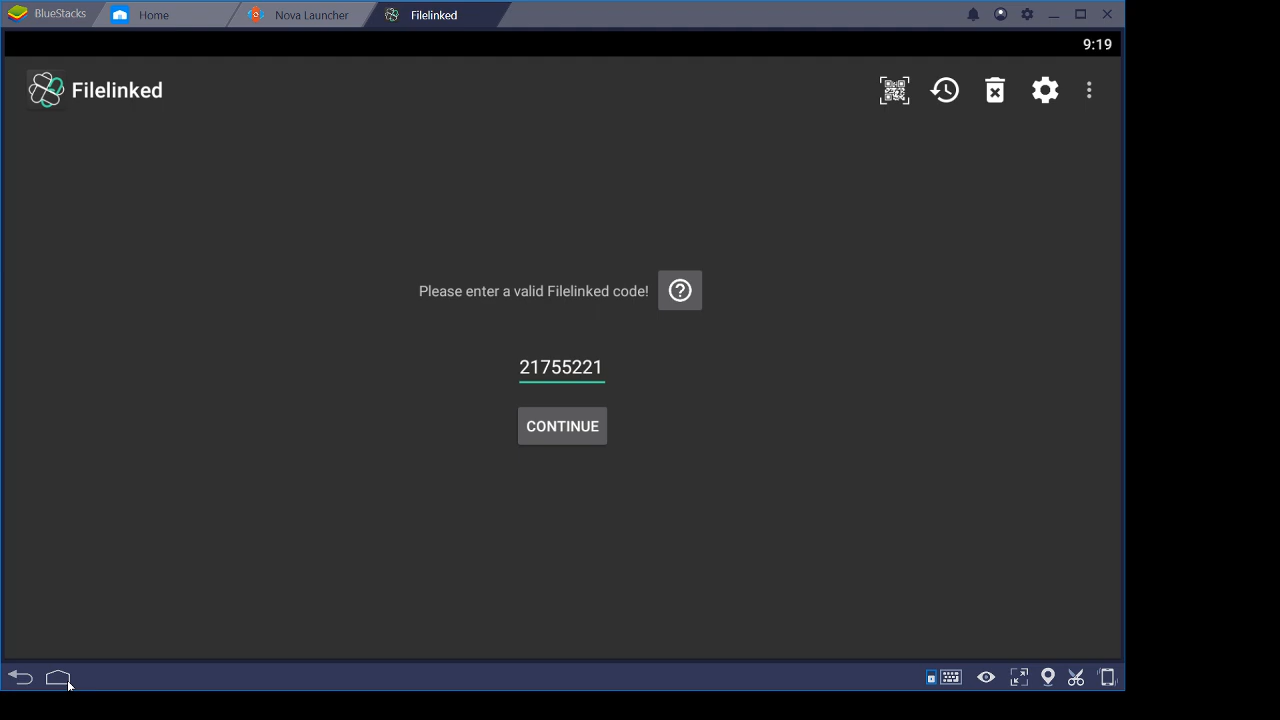 BlueStacks Home Nova Launcher Filelinked
9:19
Filelinked
Please enter a valid Filelinked code!
21755221
CONTINUE